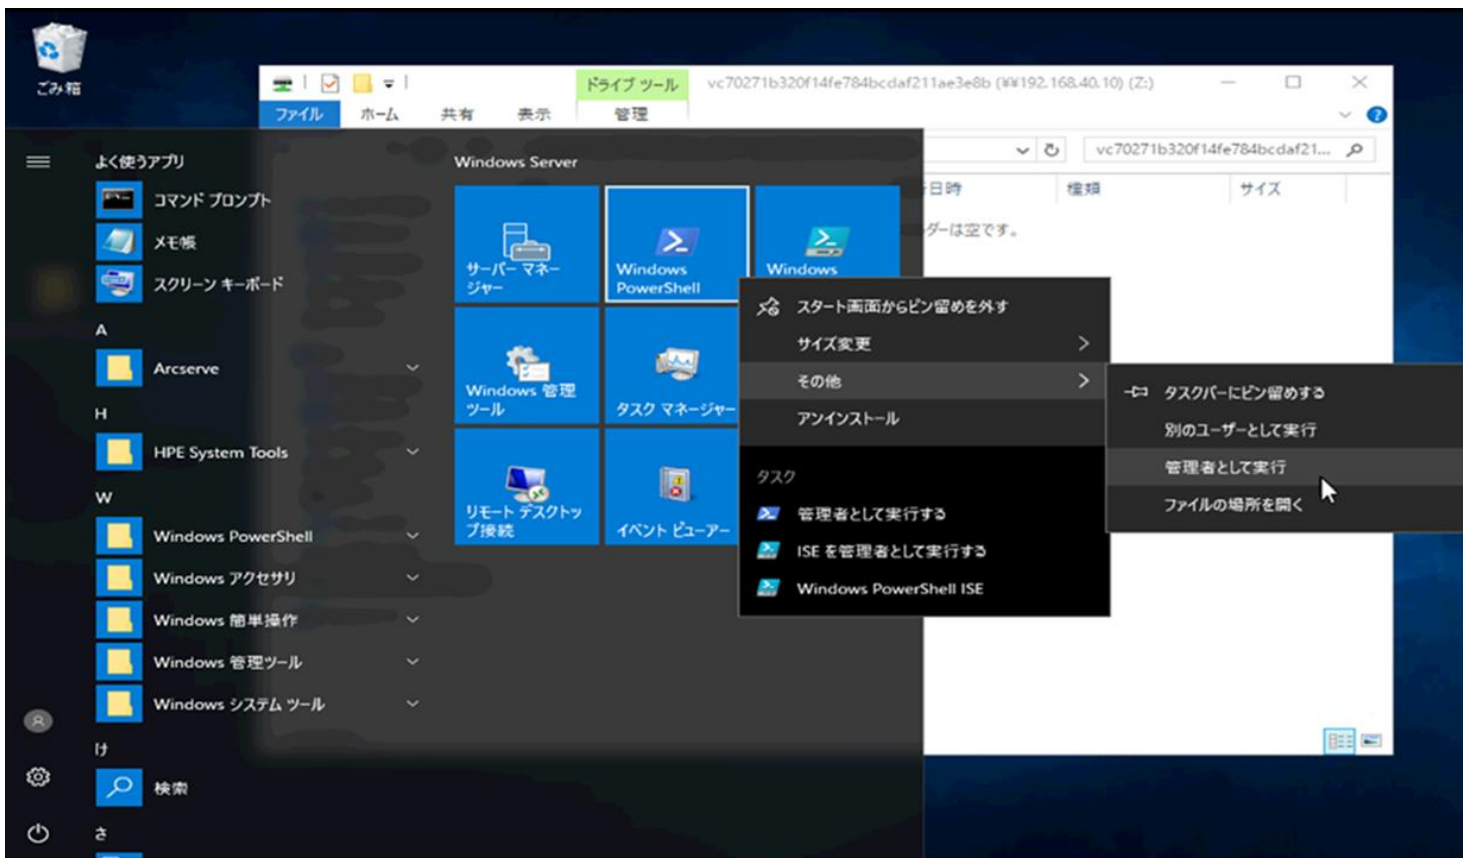 ごみ箱
ドライブ ツール
vc70271b320f14fe784bcdaf211ae3e8b (¥¥192.168.40.10) (Z:)
ファイル
ホーム
共有
表示
管理
vc70271b320f14fe784bcdaf21...
日時
種類
サイズ
ダーは空です。
よく使うアプリ
コマンド プロンプト
メモ帳
スクリーン キーボード
A
Arcserve
H
HPE System Tools
W
Windows PowerShell
Windows アクセサリ
Windows 簡単操作
Windows 管理ツール
Windows システム ツール
け
検索
さ
Windows Server
サーバー マネー
ジャー
Windows
PowerShell
Windows
Windows 管理
ツール
タスク マネージャー
リモート デスクトッ
プ接続
イベント ビューアー
スタート画面からピン留めを外す
サイズ変更
その他
アンインストール
タスク
管理者として実行する
ISE を管理者として実行する
Windows PowerShell ISE
タスクバーにピン留めする
別のユーザーとして実行
管理者として実行
ファイルの場所を開く